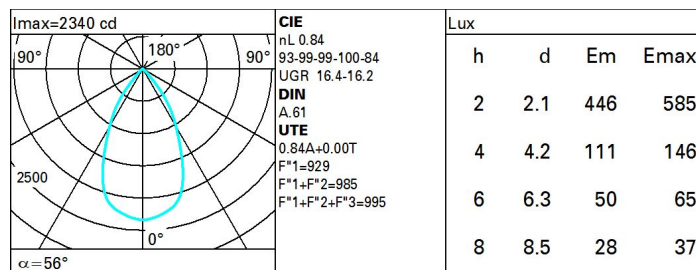 Imax=2340 cd
90°
180°
90°
2500
0°
α=56°
CIE
nL 0.84
93-99-99-100-84
UGR 16.4-16.2
DIN
A.61
UTE
0.84A+0.00T
F"1=929
F"1+F"2=985
F"1+F"2+F"3=995
Lux
h d Em Emax
2 2.1 446 585
4 4.2 111 146
6 6.3 50 65
8 8.5 28 37